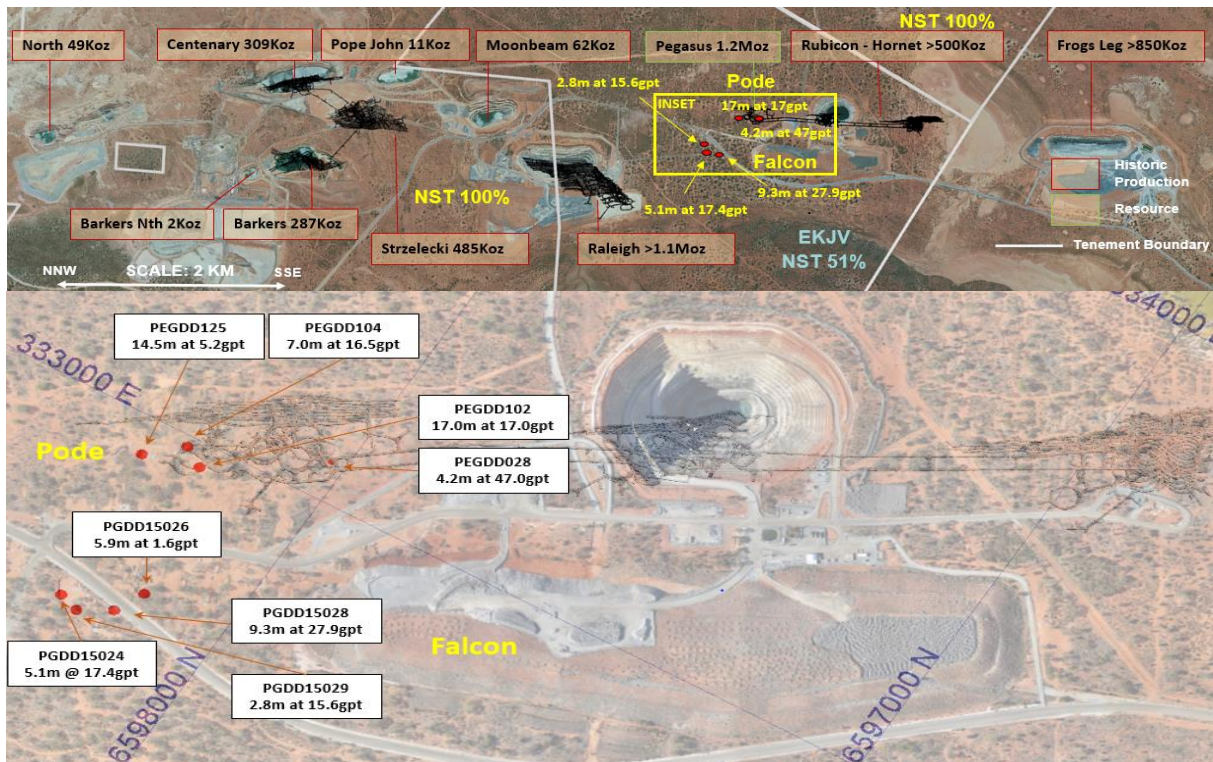 NST 100%
North 49Koz
Centenary 309Koz
Pope John 11Koz
Moonbeam 62Koz
Pegasus 1.2Moz
Rubicon - Hornet >500Koz
Frogs Leg >850Koz
2.8m at 15.6gpt
Pode
INSET
17m at 17gpt
4.2m at 47gpt
Falcon
9.3m at 27.9gpt
5.1m at 17.4gpt
NST 100%
Historic
Production
Resource
Tenement Boundary
Barkers Nth 2Koz
Barkers 287Koz
Strzelecki 485Koz
Raleigh >1.1Moz
EKJV
NST 51%
NNW
SCALE: 2 KM
SSE
333000 E
PEGDD125
14.5m at 5.2gpt
PEGDD104
7.0m at 16.5gpt
PEGDD102
17.0m at 17.0gpt
Pode
PEGDD028
4.2m at 47.0gpt
PGDD15026
5.9m at 1.6gpt
PGDD15028
9.3m at 27.9gpt
Falcon
PGDD15024
5.1m @ 17.4gpt
PGDD15029
2.8m at 15.6gpt
6598000 N
6597000 N